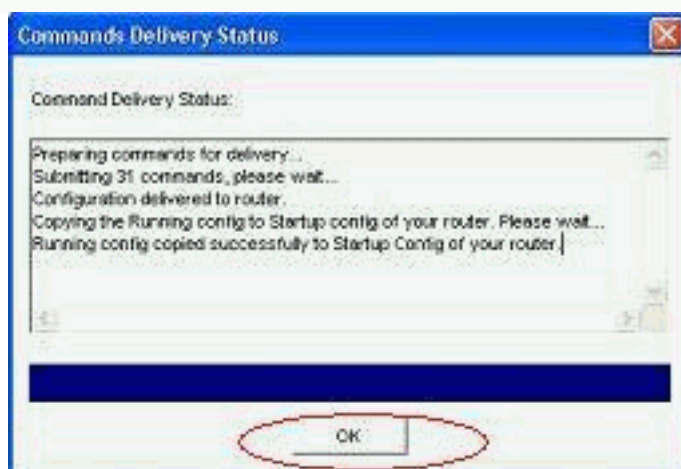 Commands Delivery Status
Command Delivery Status:
Preparing commands for delivery...
Submitting 31 commands, please wait...
Configuration delivered to router.
Copying the Running config to Startup config of your router. Please wait...
Running config copied successfully to Startup Config of your router.
OK